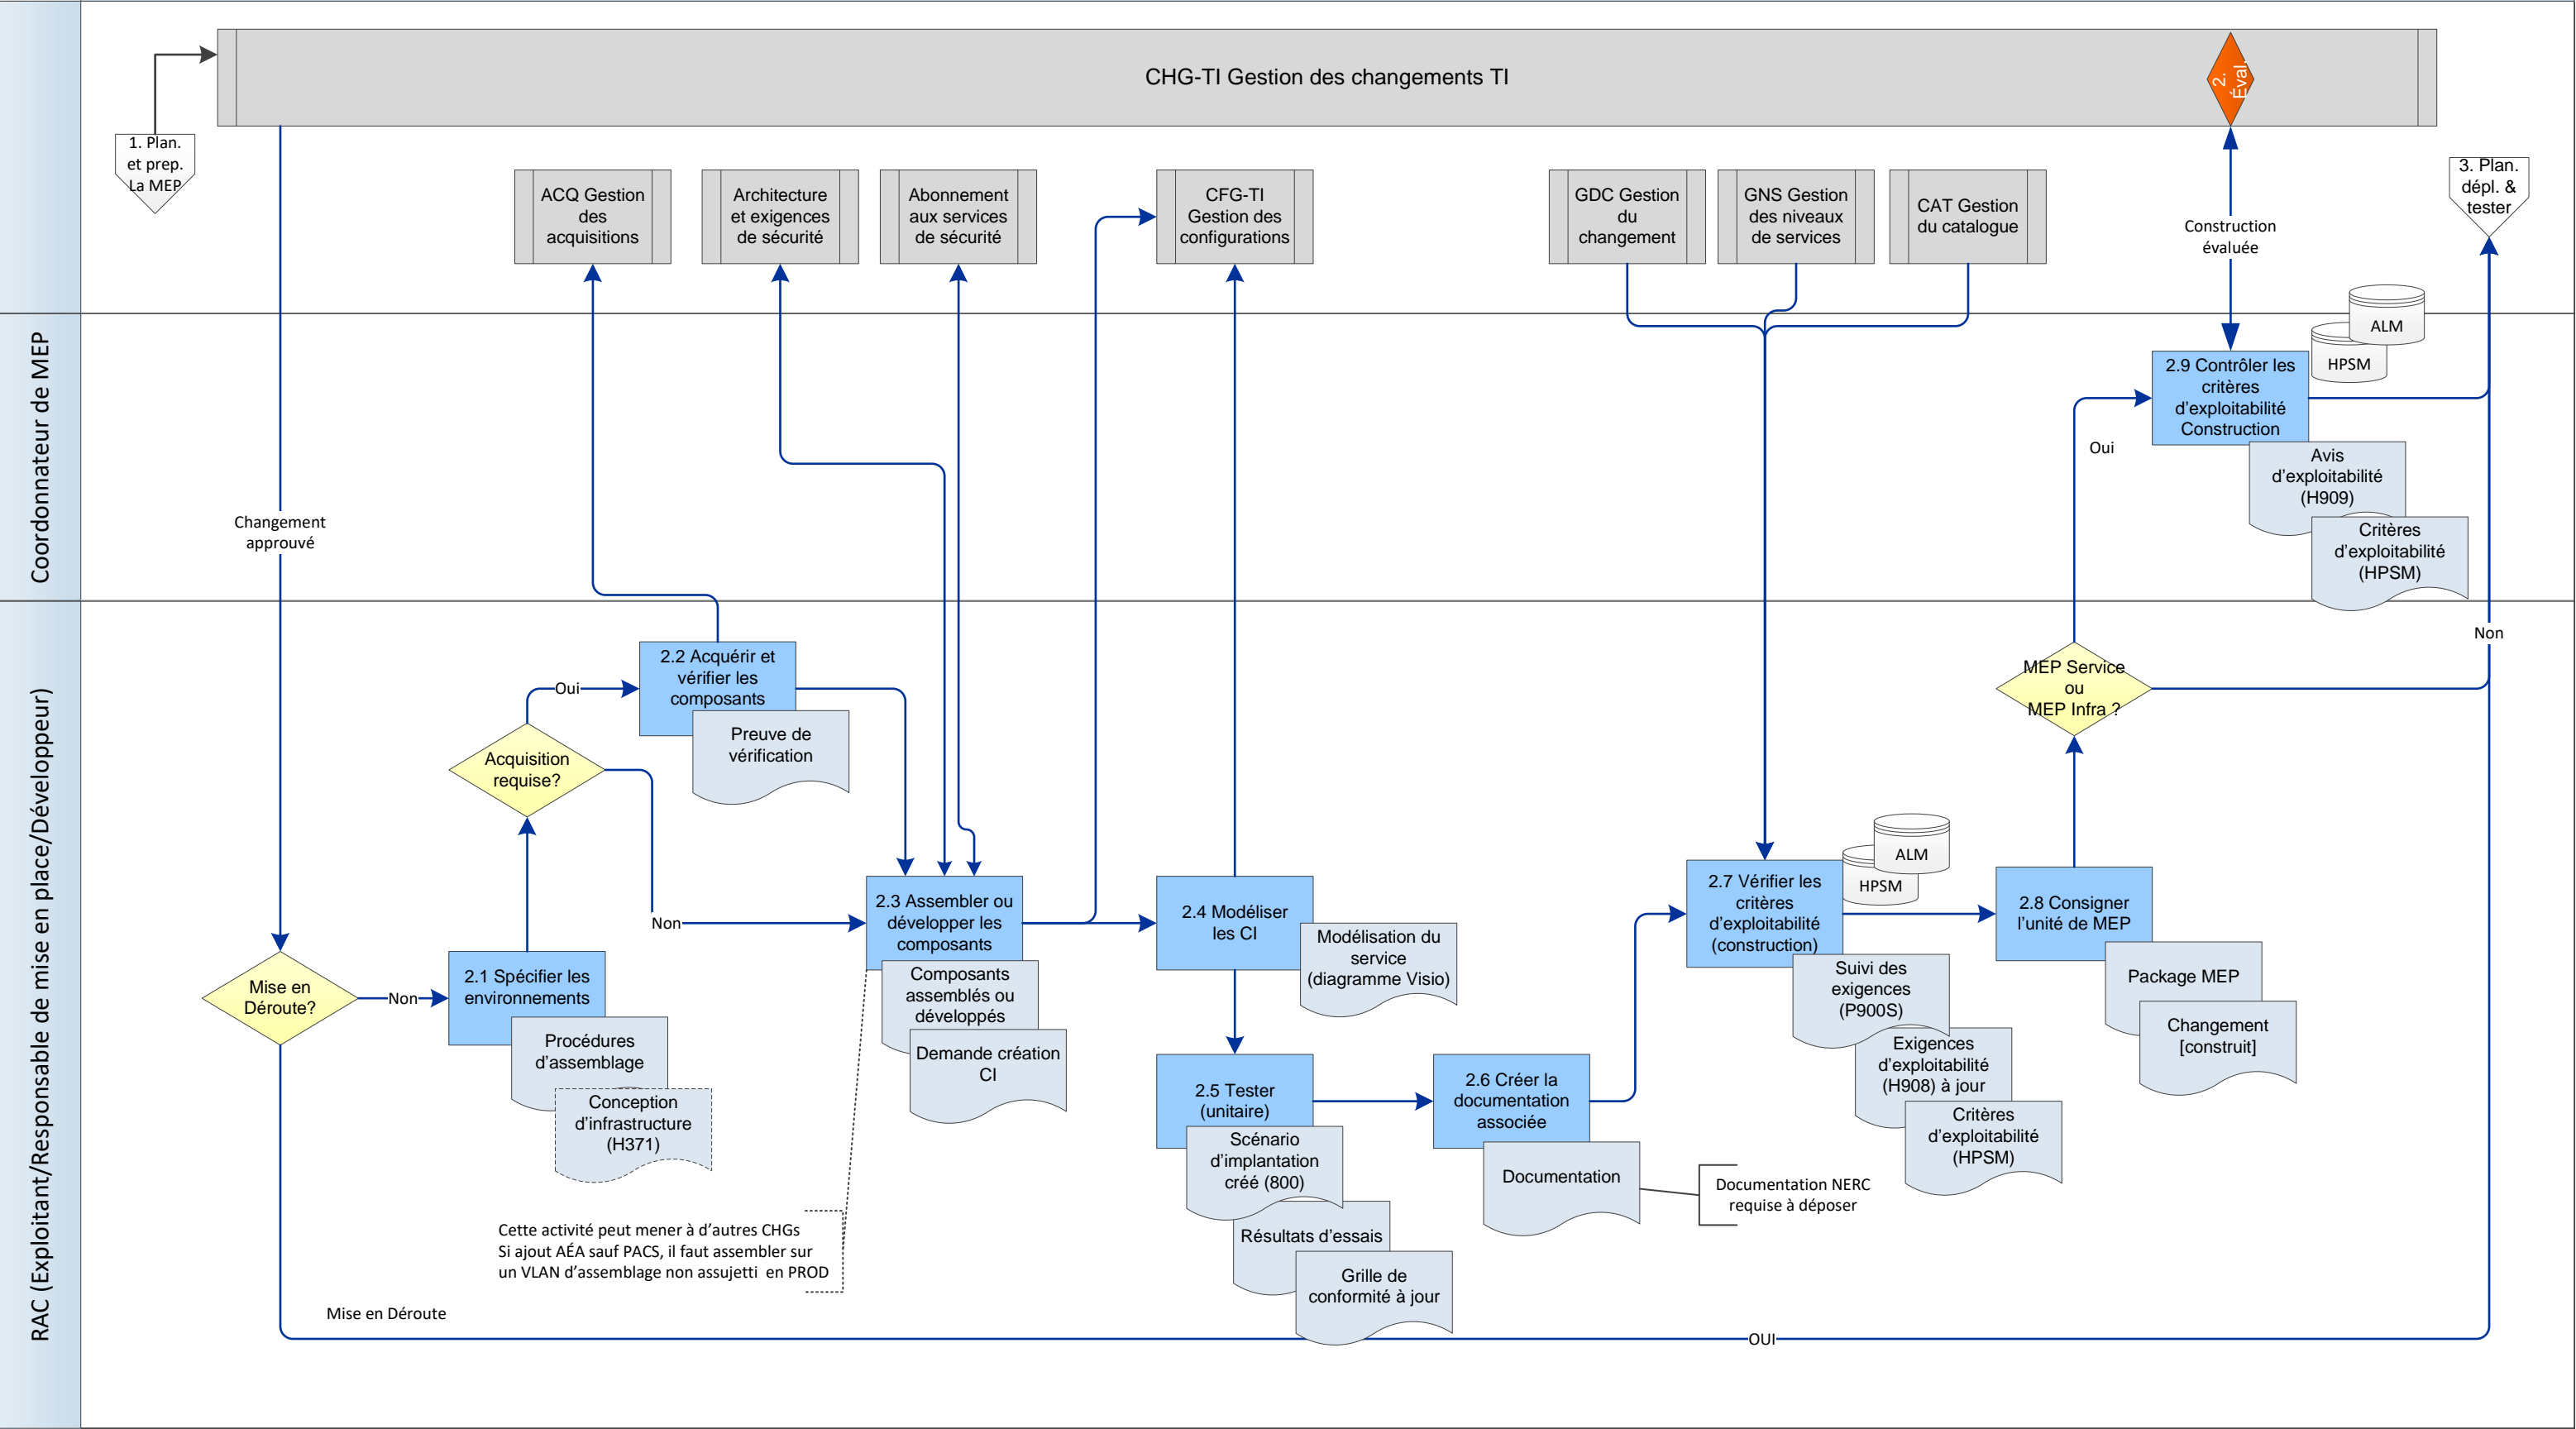 CHG-TI Gestion des changements TI
2.
Éval.
1. Plan.
et prep.
La MEP
ACQ Gestion
des
acquisitions
Architecture
et exigences
de sécurité
Abonnement
aux services
de sécurité
CFG-TI
Gestion des
configurations
GDC Gestion
du
changement
GNS Gestion
des niveaux
de services
CAT Gestion
du catalogue
Construction
évaluée
3. Plan.
dépl. &
tester
Coordonnateur de MEP
Changement
approuvé
ALM
HPSM
2.9 Contrôler les
critères
d'exploitabilité
Construction
Oui
Avis
d'exploitabilité
(H909)
Critères
d'exploitabilité
(HPSM)
RAC (Exploitant/Responsable de mise en place/Développeur)
Non
MEP Service
ou
MEP Infra ?
2.2 Acquérir et
vérifier les
composants
Preuve de
vérification
Oui
Acquisition
requise?
Non
2.3 Assembler ou
développer les
composants
Composants
assemblés ou
développés
Demande création
CI
2.4 Modéliser
les CI
Modélisation du
service
(diagramme Visio)
ALM
HPSM
2.7 Vérifier les
critères
d'exploitabilité
(construction)
Suivi des
exigences
(P900S)
Exigences
d'exploitabilité
(H908) à jour
Critères
d'exploitabilité
(HPSM)
2.8 Consigner
l'unité de MEP
Package MEP
Changement
[construit]
Mise en
Déroute?
Non
2.1 Spécifier les
environnements
Procédures
d'assemblage
Conception
d'infrastructure
(H371)
2.5 Tester
(unitaire)
Scénario
d'implantation
créé (800)
Résultats d'essais
Grille de
conformité à jour
2.6 Créer la
documentation
associée
Documentation
Documentation NERC
requise à déposer
Cette activité peut mener à d'autres CHGs
Si ajout AÉA sauf PACS, il faut assembler sur
un VLAN d'assemblage non assujetti en PROD
Mise en Déroute
OUI